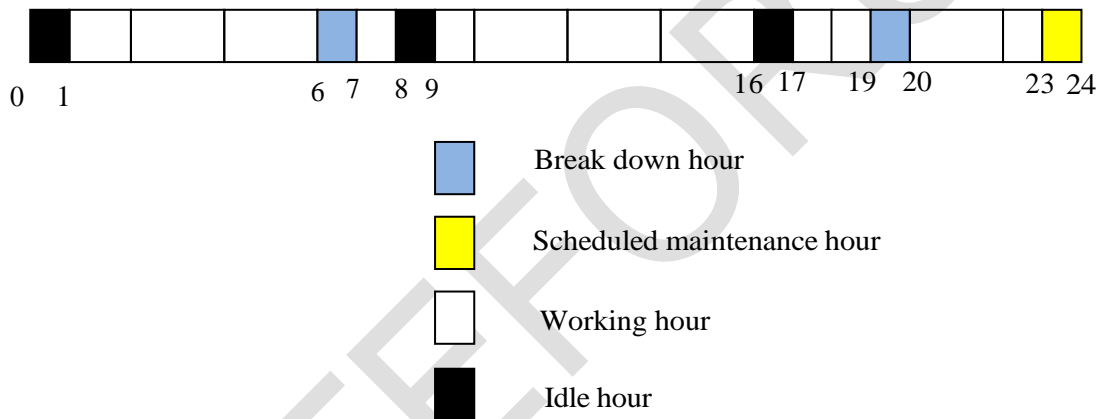 0 1 6 7 8 9 16 17 19 20 23 24
Break down hour
Scheduled maintenance hour
Working hour
Idle hour